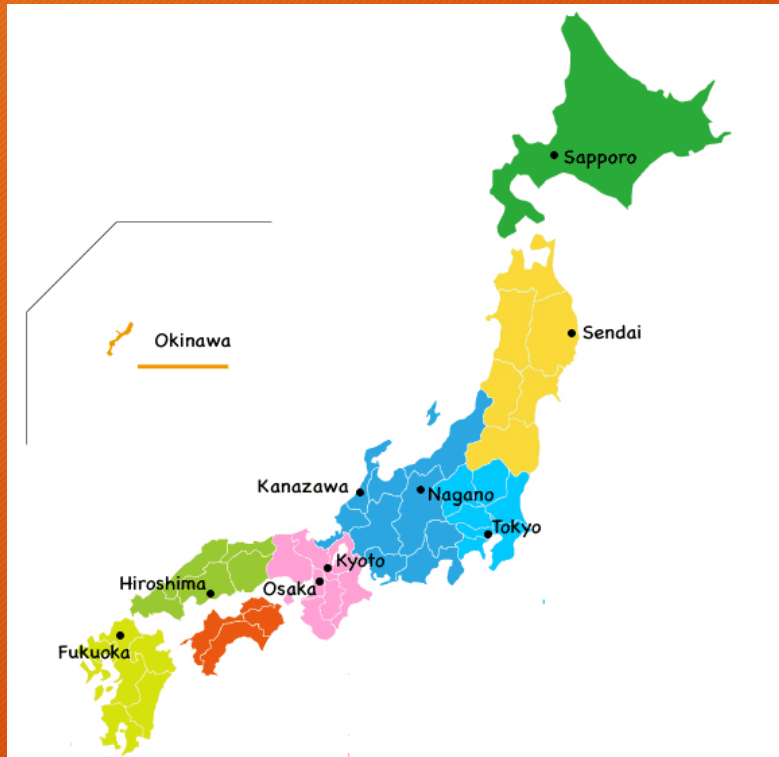 Sapporo
Okinawa
Sendai
Kanazawa
Nagano
Tokyo
Kyoto
Hiroshima
Osaka
Fukuoka